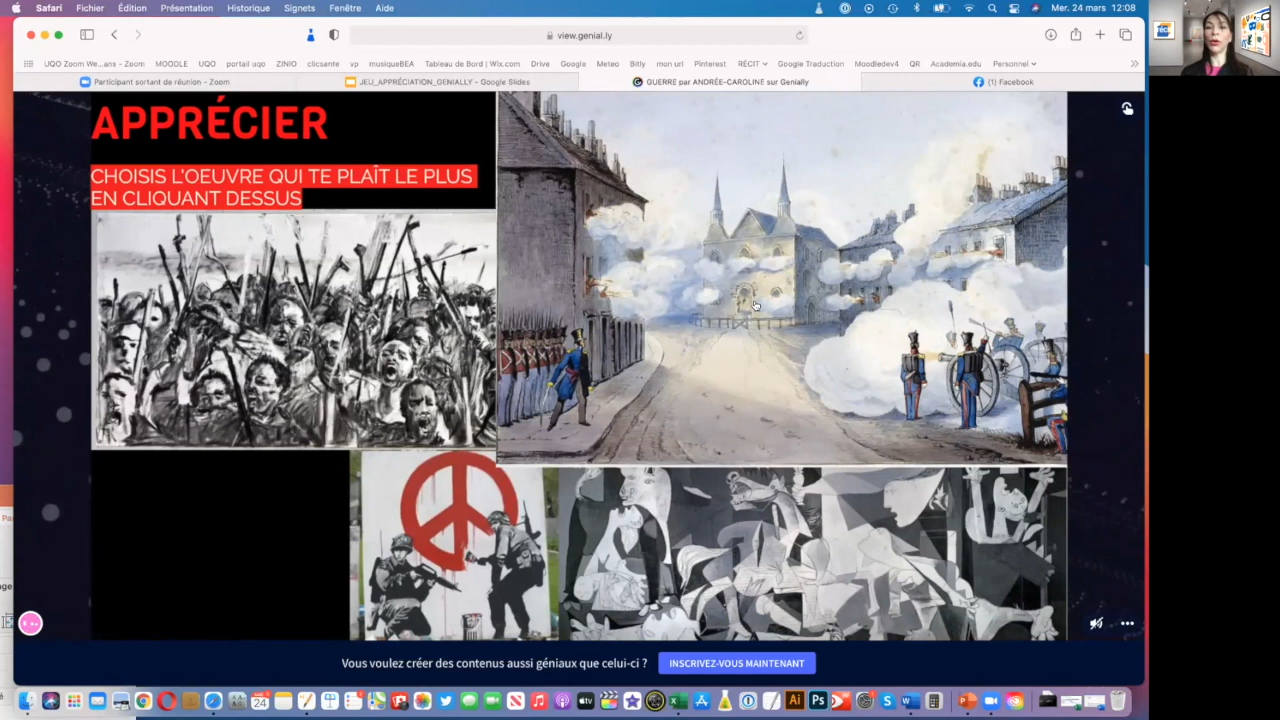 Safari Fichier Édition Présentation Historique Signets Fenêtre Aide Mer. 24 mars 12:08
view.genial.ly
UQO Zoom We...ans - Zoom MOODLE UQO portail uqo ZINIO clicsante vp musiqueBEA Tableau de Bord | Wix.com Drive Google Meteo Bitly mon url Pinterest RÉCIT Google Traduction Moodledev4 QR Academia.edu Personnel
Participant sortant de réunion - Zoom JEU_APPRÉCIATION_GENIALLY - Google Slides GUERRE par ANDRÉE-CAROLINE sur Genially (1) Facebook
APPRÉCIER
CHOISIS L'OEUVRE QUI TE PLAÎT LE PLUS
EN CLIQUANT DESSUS
Vous voulez créer des contenus aussi géniaux que celui-ci ? INSCRIVEZ-VOUS MAINTENANT